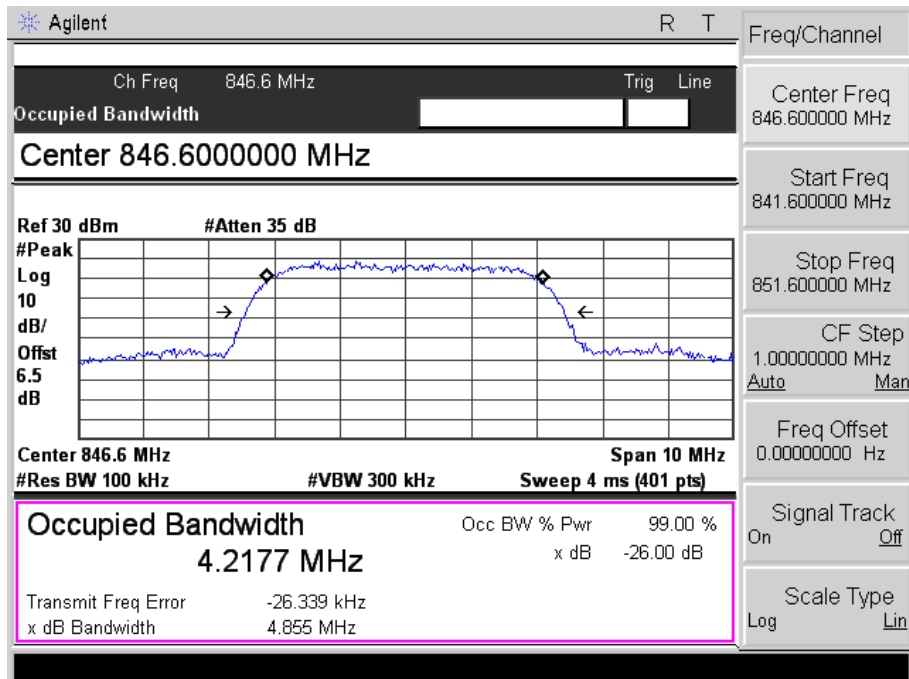 Agilent R T
Freq/Channel
Ch Freq 846.6 MHz Trig Line
Occupied Bandwidth
Center 846.6000000 MHz
Center Freq
846.600000 MHz
Start Freq
841.600000 MHz
Stop Freq
851.600000 MHz
CF Step
1.00000000 MHz
Auto Man
Freq Offset
0.00000000 Hz
Signal Track
On Off
Scale Type
Log Lin
Ref 30 dBm #Atten 35 dB
#Peak
Log
10
dB/
Offst
6.5
dB
Center 846.6 MHz Span 10 MHz
#Res BW 100 kHz #VBW 300 kHz Sweep 4 ms (401 pts)
Occupied Bandwidth Occ BW % Pwr 99.00 %
4.2177 MHz x dB -26.00 dB
Transmit Freq Error -26.339 kHz
x dB Bandwidth 4.855 MHz